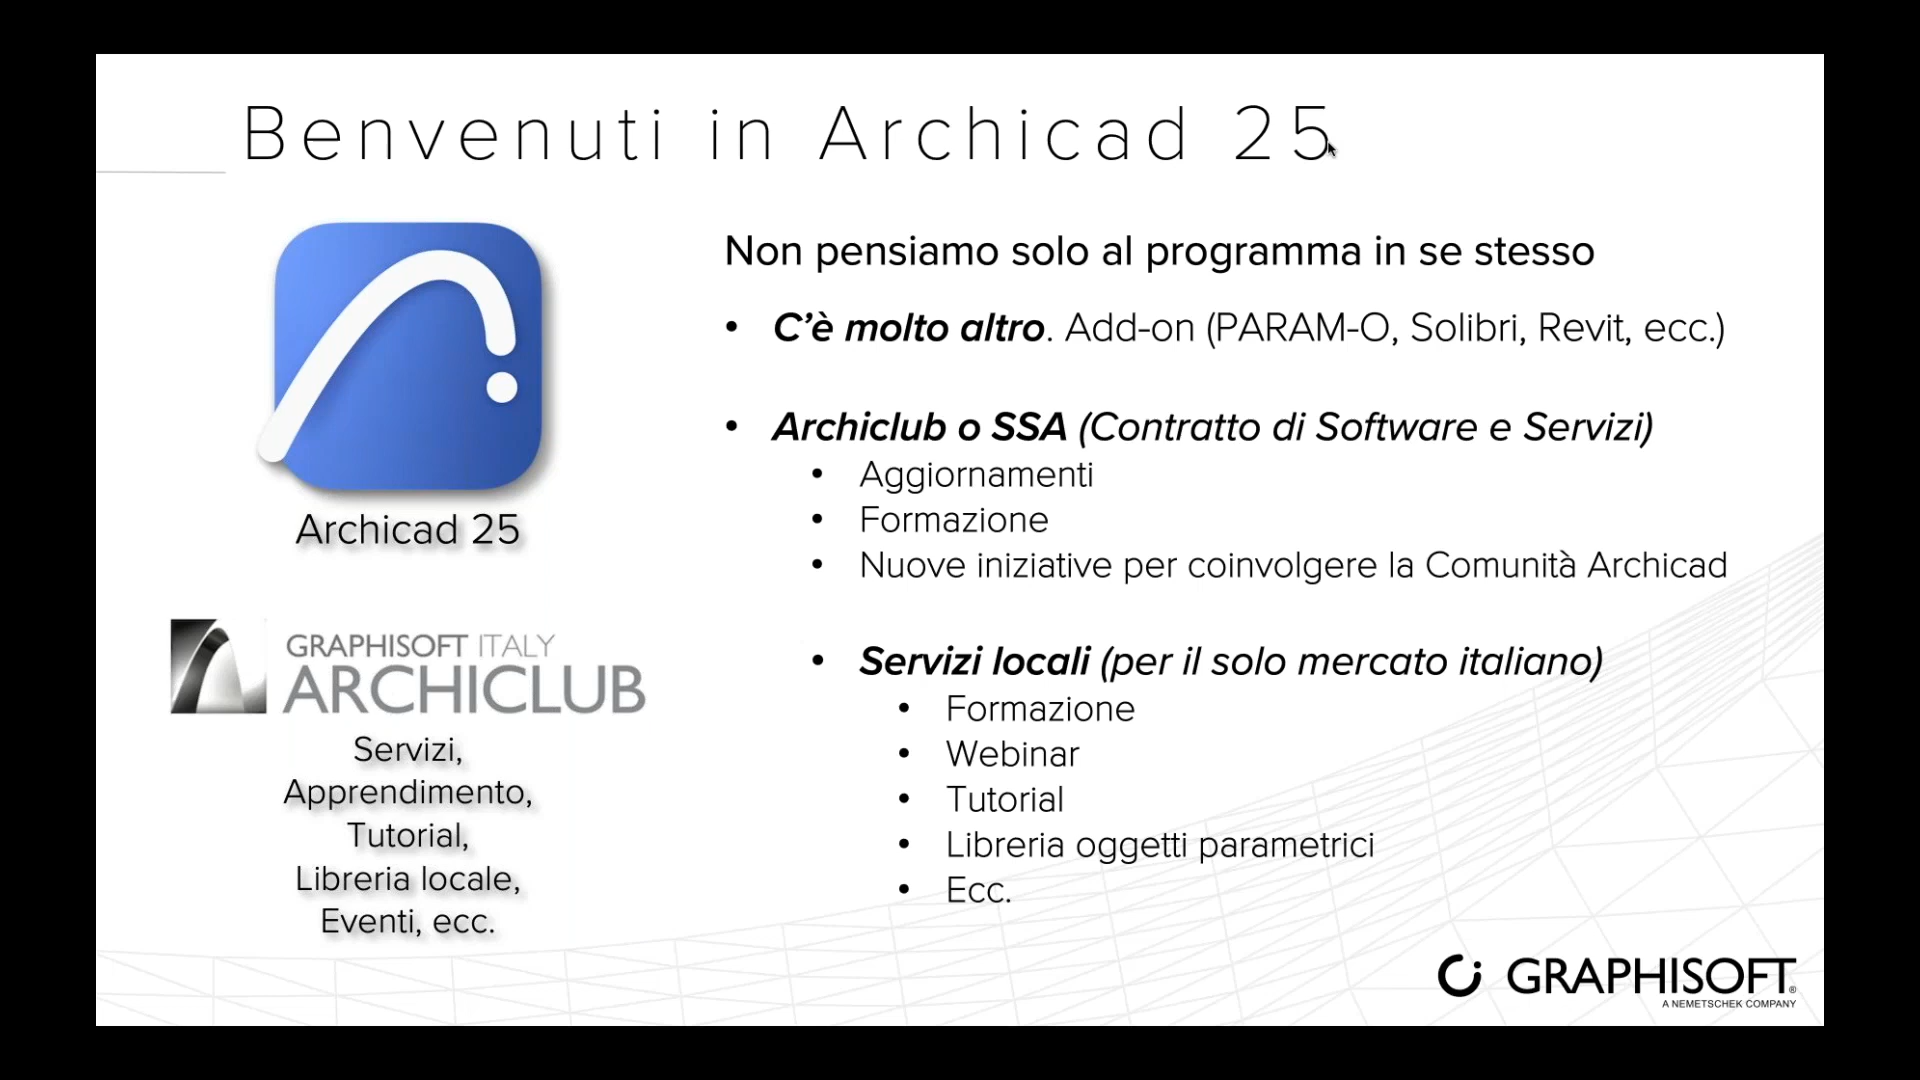 Benvenuti in Archicad 25
Archicad 25
GRAPHISOFT ITALY
ARCHICLUB
Servizi,
Apprendimento,
Tutorial,
Libreria locale,
Eventi, ecc.
Non pensiamo solo al programma in se stesso
• C’è molto altro. Add-on (PARAM-O, Solibri, Revit, ecc.)
• Archiclub o SSA (Contratto di Software e Servizi)
• Aggiornamenti
• Formazione
• Nuove iniziative per coinvolgere la Comunità Archicad
• Servizi locali (per il solo mercato italiano)
• Formazione
• Webinar
• Tutorial
• Libreria oggetti parametrici
• Ecc.
GRAPHISOFT®
A NEMETSCHEK COMPANY